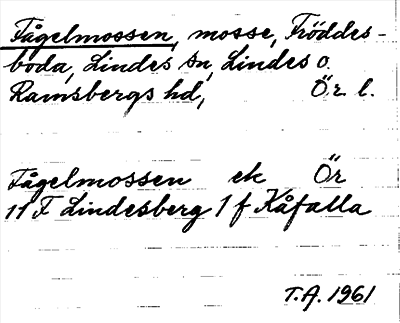 Fågelmossen, mosse, Fröddes-
boda, Lindes sn, Lindes o.
Ramsbergs hd, Ör. l.
Fågelmossen ek Ör
11 F Lindesberg 1 f Kåfalla
T.A. 1961